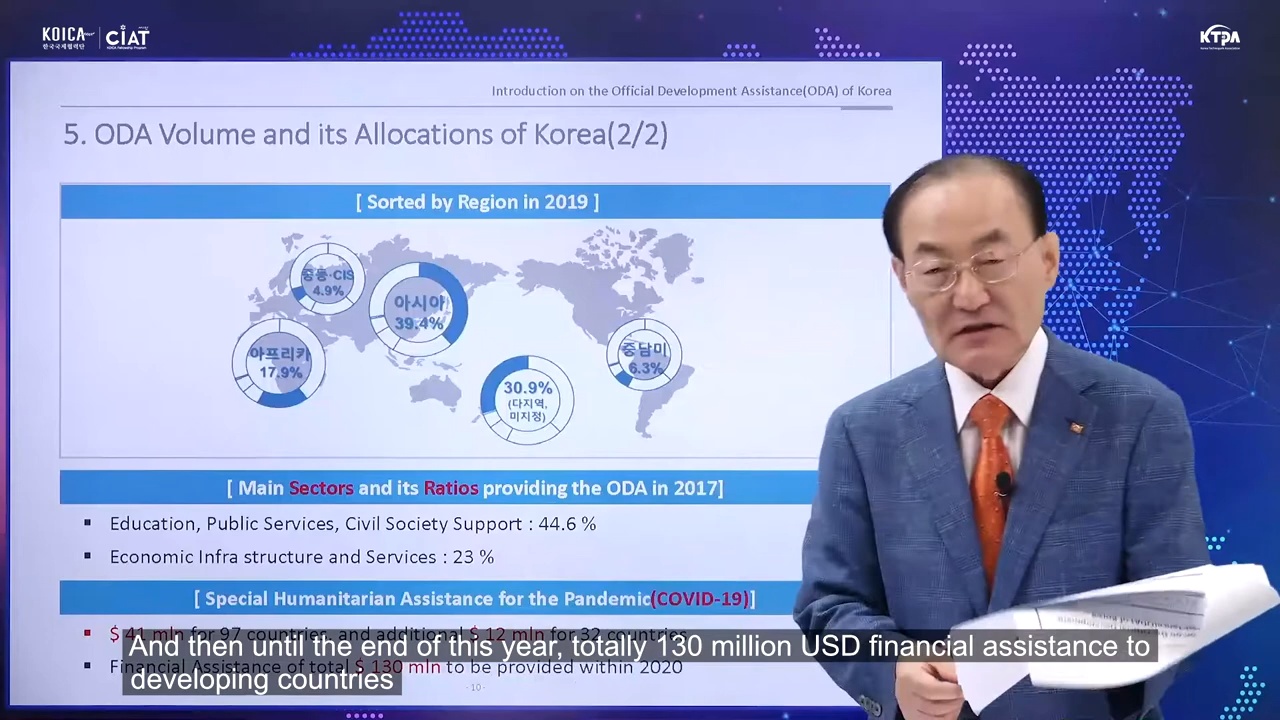 KOICA
한국국제협력단
CIAT
KOICA Fellowship Program
KTPA
Introduction on the Official Development Assistance(ODA) of Korea
5. ODA Volume and its Allocations of Korea(2/2)
[ Sorted by Region in 2019 ]
중동·CIS
4.9%
아시아
39.4%
아프리카
17.9%
중남미
6.3%
30.9%
(다지역,
미지정)
[ Main Sectors and its Ratios providing the ODA in 2017]
▪ Education, Public Services, Civil Society Support : 44.6 %
▪ Economic Infra structure and Services : 23 %
[ Special Humanitarian Assistance for the Pandemic(COVID-19)]
▪ $ 41 mln for 97 countries, and additional $ 12 mln for 32 countries
▪ Financial Assistance of total $ 130 mln to be provided within 2020
And then until the end of this year, totally 130 million USD financial assistance to
developing countries
- 10 -